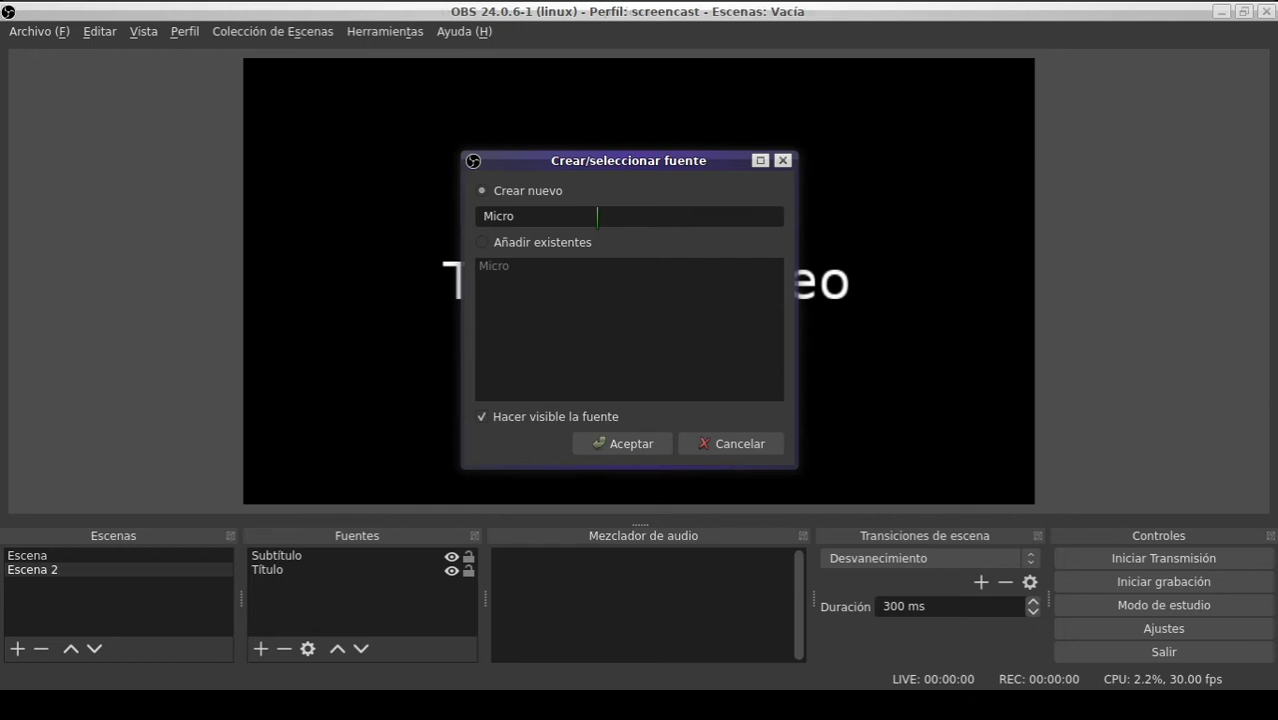 OBS 24.0.6-1 (linux) - Perfil: screencast - Escenas: Vacía
Archivo (F) Editar Vista Perfil Colección de Escenas Herramientas Ayuda (H)
Crear/seleccionar fuente
Crear nuevo
Micro
Añadir existentes
Micro
T
eo
Hacer visible la fuente
Aceptar Cancelar
Escenas Fuentes Mezclador de audio Transiciones de escena Controles
Escena Subtítulo Desvanecimiento Iniciar Transmisión
Escena 2 Título
Iniciar grabación
Duración 300 ms Modo de estudio
Ajustes
Salir
LIVE: 00:00:00 REC: 00:00:00 CPU: 2.2%, 30.00 fps